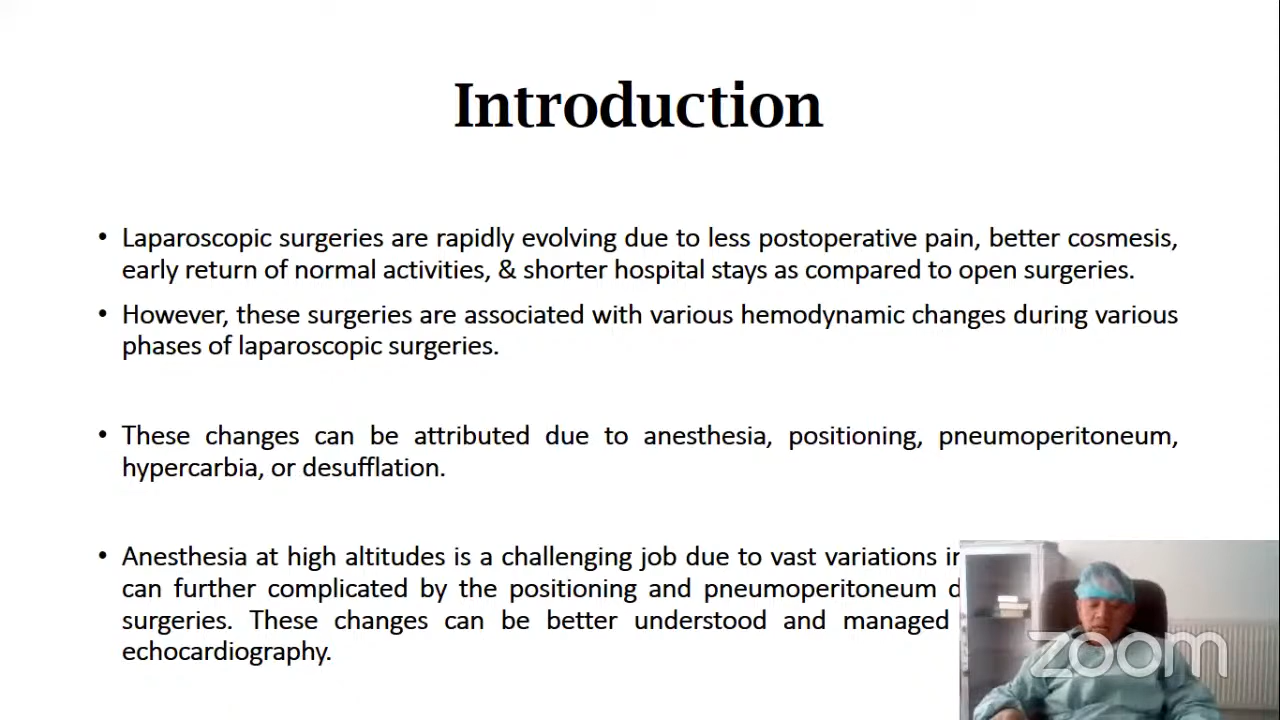 Introduction
• Laparoscopic surgeries are rapidly evolving due to less postoperative pain, better cosmesis,
early return of normal activities, & shorter hospital stays as compared to open surgeries.
• However, these surgeries are associated with various hemodynamic changes during various
phases of laparoscopic surgeries.
• These changes can be attributed due to anesthesia, positioning, pneumoperitoneum,
hypercarbia, or desufflation.
• Anesthesia at high altitudes is a challenging job due to vast variations
can further complicated by the positioning and pneumoperitoneum
surgeries. These changes can be better understood and managed
echocardiography.
zoom